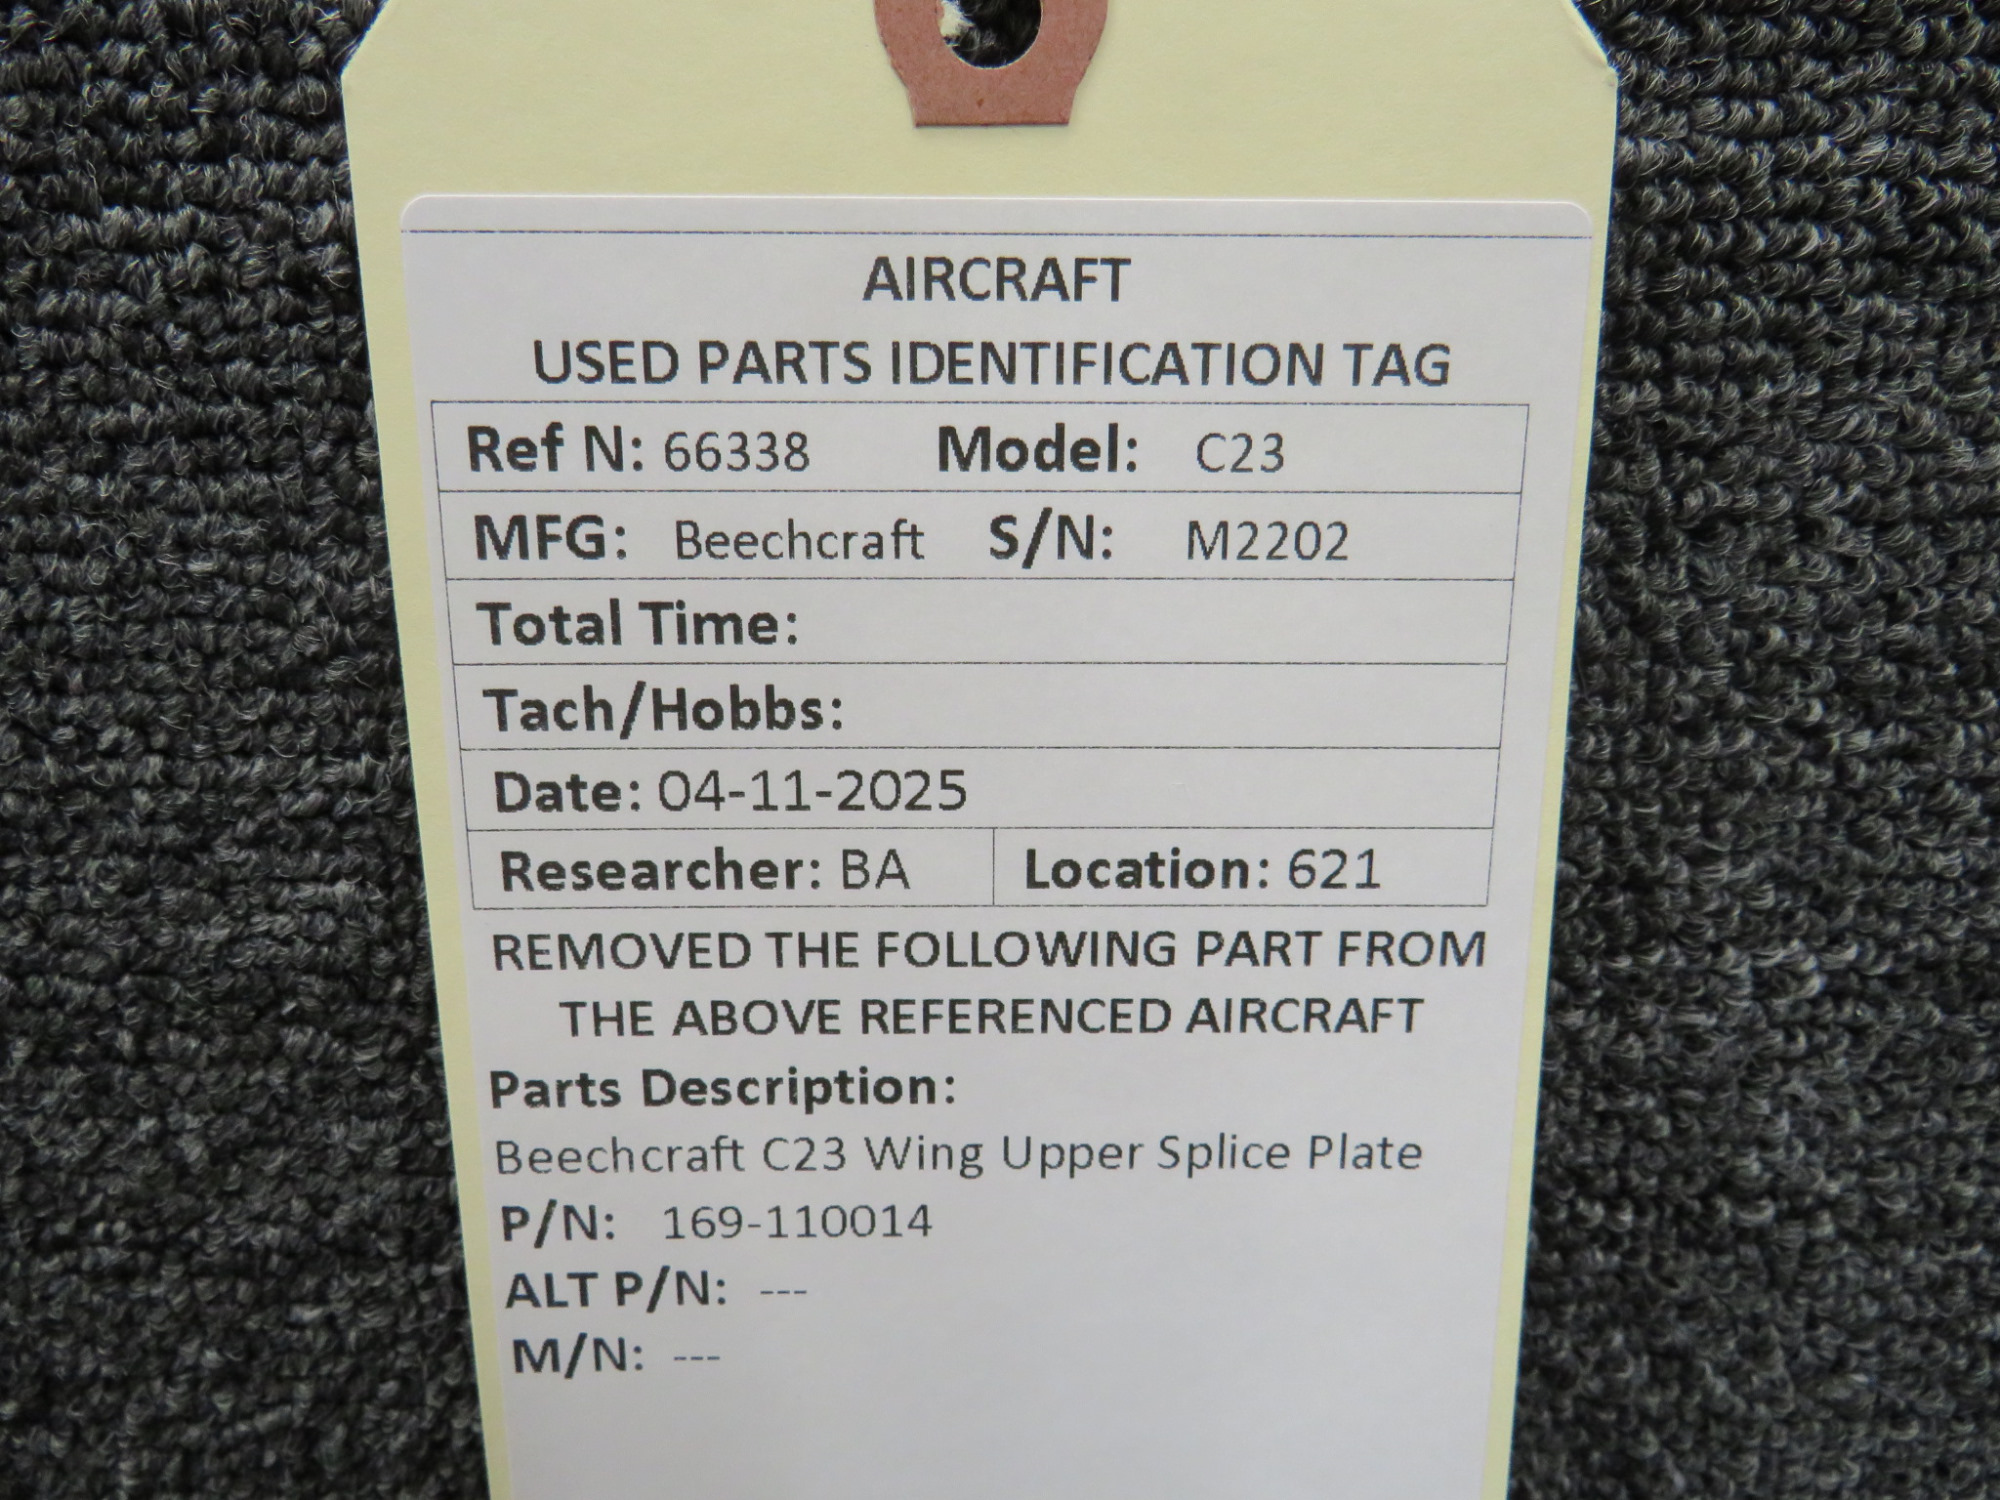 AIRCRAFT
USED PARTS IDENTIFICATION TAG
Ref N: 66338 Model: C23
MFG: Beechcraft S/N: M2202
Total Time:
Tach/Hobbs:
Date: 04-11-2025
Researcher: BA Location: 621
REMOVED THE FOLLOWING PART FROM
THE ABOVE REFERENCED AIRCRAFT
Parts Description:
Beechcraft C23 Wing Upper Splice Plate
P/N: 169-110014
ALT P/N: ---
M/N: ---